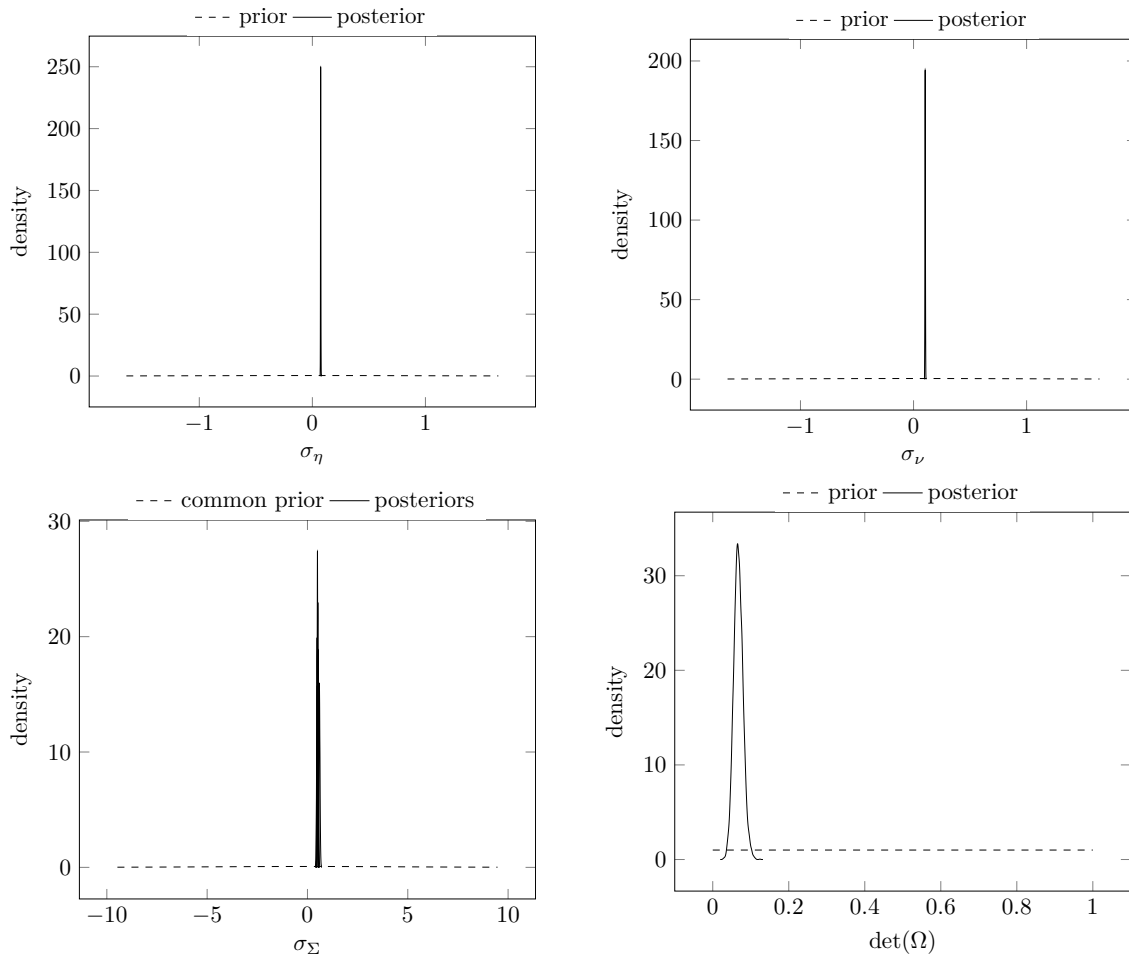 prior posterior
250
200
150
100
50
0
density
−1 0 1
σ_η
prior posterior
200
150
100
50
0
density
−1 0 1
σ_ν
common prior posteriors
30
20
10
0
density
−10 −5 0 5 10
σ_Σ
prior posterior
30
20
10
0
density
0 0.2 0.4 0.6 0.8 1
det(Ω)